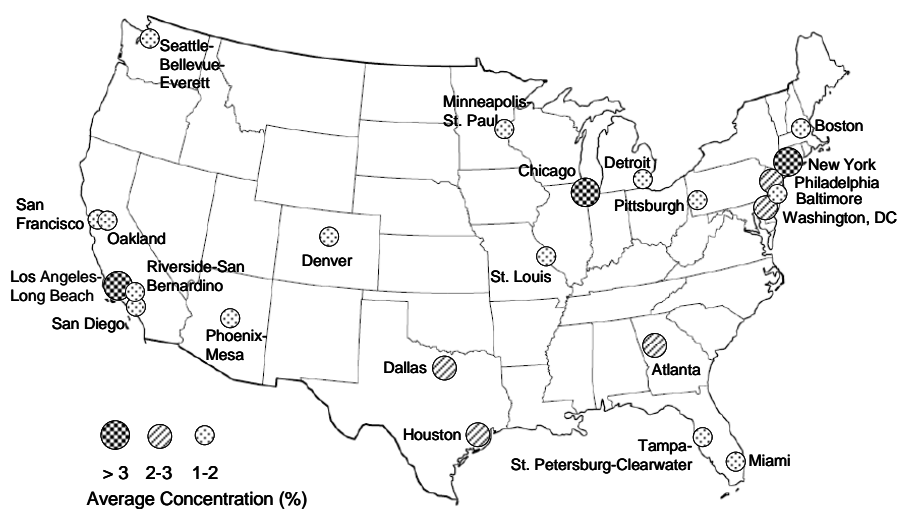 Seattle-
Bellevue-
Everett
Minneapolis-
St. Paul
Boston
Chicago
Detroit
New York
Philadelphia
Pittsburgh
Baltimore
Washington, DC
San
Francisco
Oakland
Denver
St. Louis
Los Angeles-
Long Beach
Riverside-San
Bernardino
San Diego
Phoenix-
Mesa
Dallas
Atlanta
Houston
Tampa-
St. Petersburg-Clearwater
Miami
> 3 2-3 1-2
Average Concentration (%)